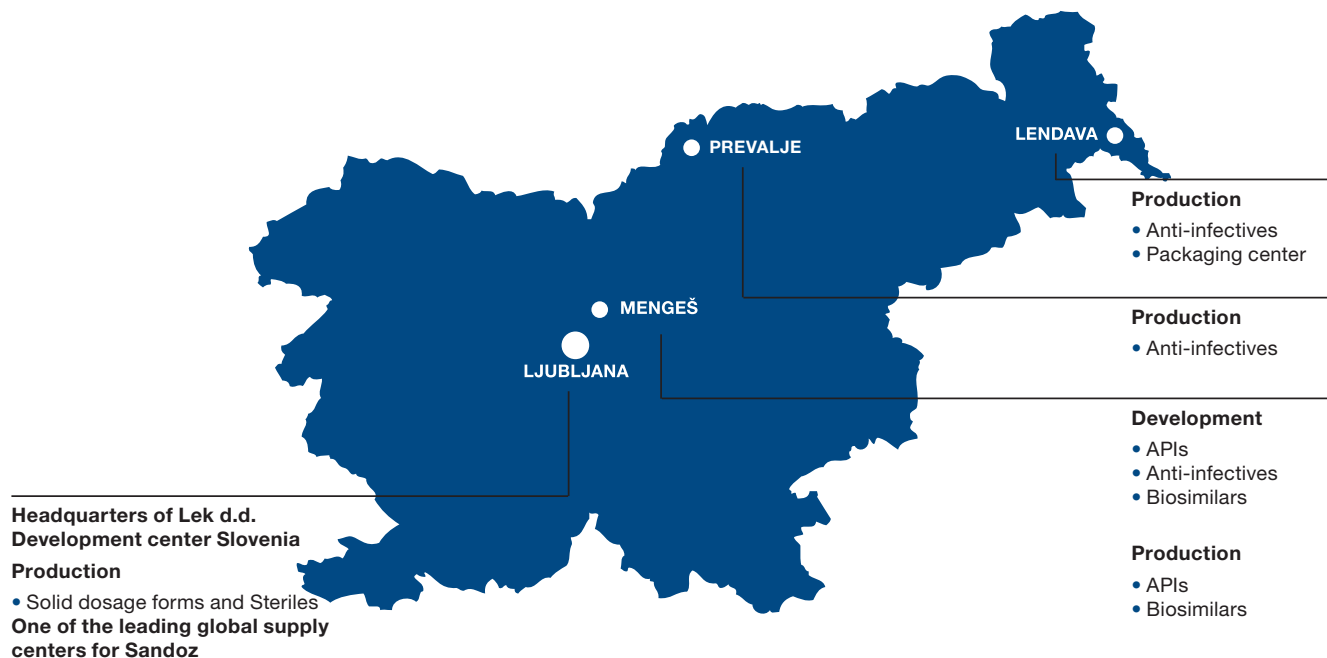 PREVALJE
LENDAVA
Production
• Anti-infectives
• Packaging center
MENGEŠ
LJUBLJANA
Production
• Anti-infectives
Development
• APIs
• Anti-infectives
• Biosimilars
Production
• APIs
• Biosimilars
Headquarters of Lek d.d.
Development center Slovenia
Production
• Solid dosage forms and Steriles
One of the leading global supply
centers for Sandoz